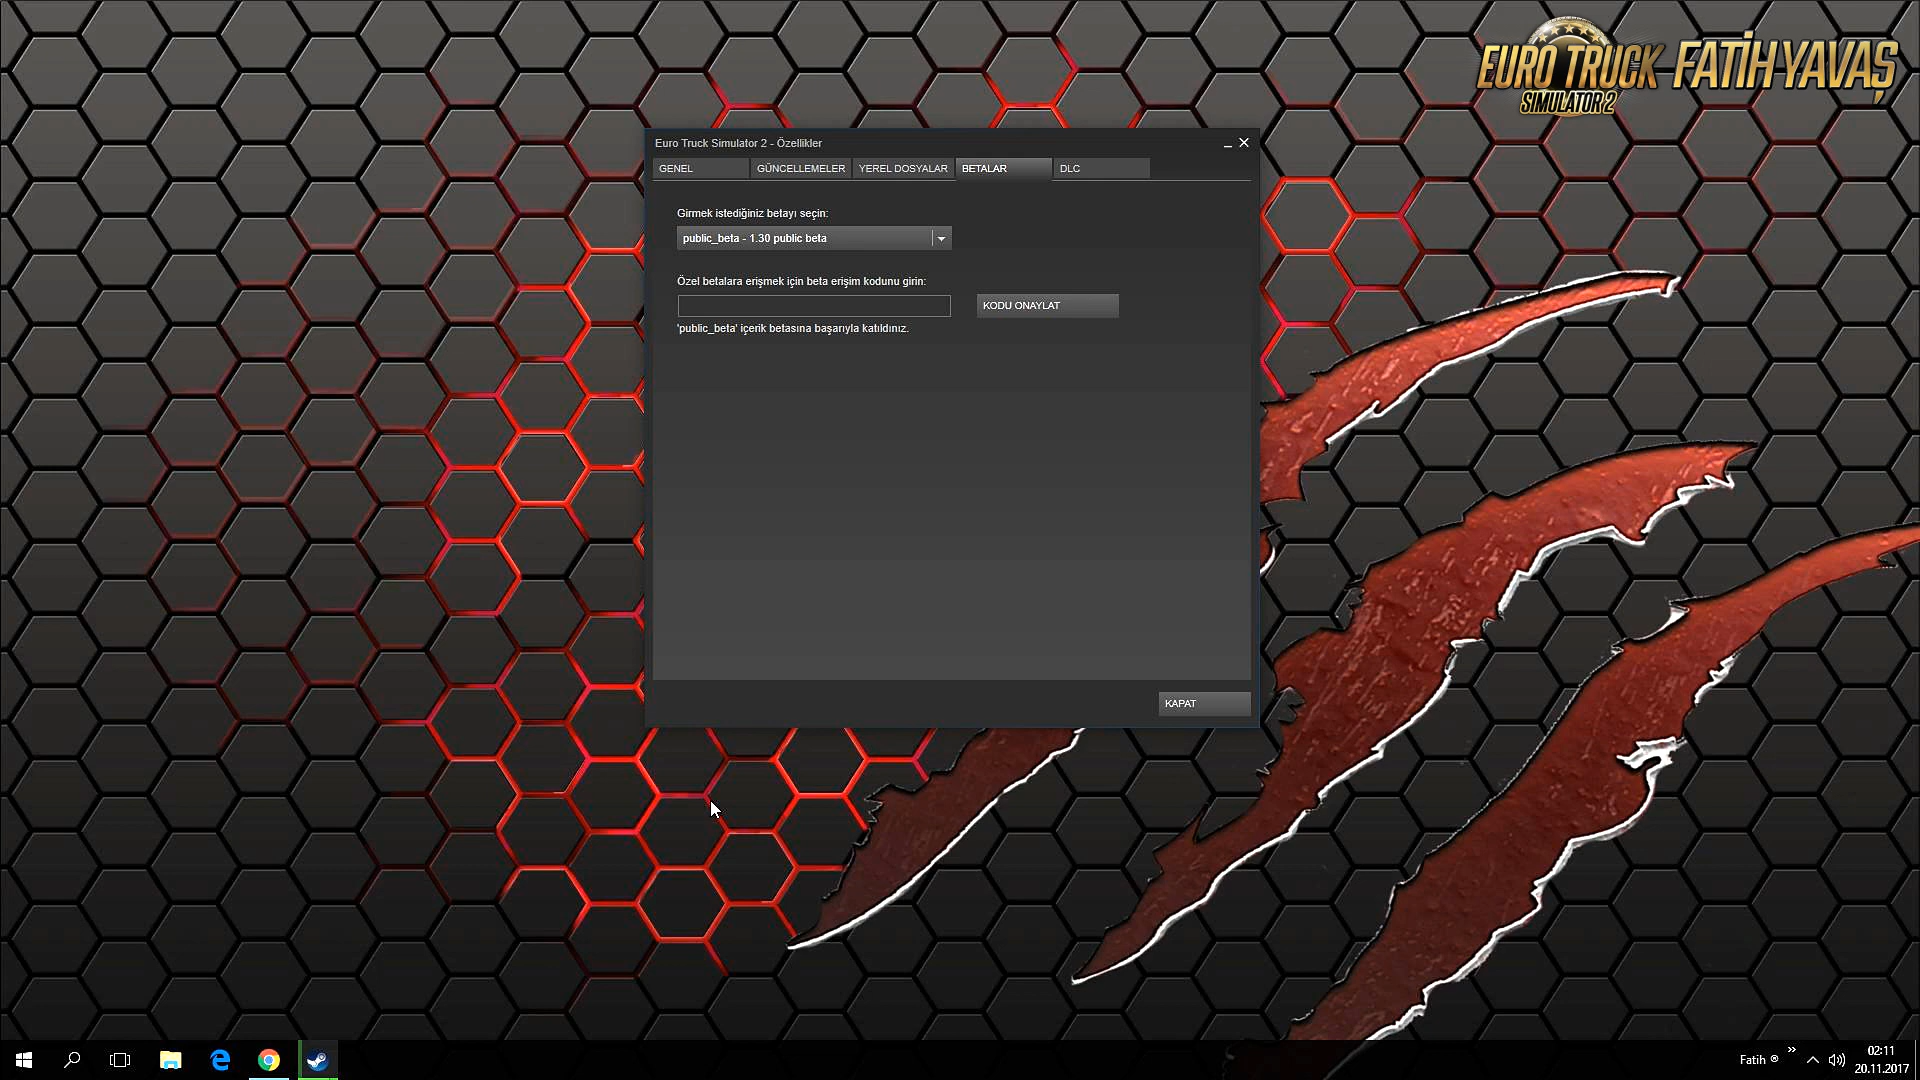 EURO TRUCK
SIMULATOR 2
FATİH YAVAŞ
Euro Truck Simulator 2 - Özellikler
GENEL
GÜNCELLEMELER
YEREL DOSYALAR
BETALAR
DLC
Girmek istediğiniz betayı seçin:
public_beta - 1.30 public beta
Özel betalara erişmek için beta erişim kodunu girin:
KODU ONAYLAT
'public_beta' içerik betasına başarıyla katıldınız.
KAPAT
Fatih ®
02:11
20.11.2017